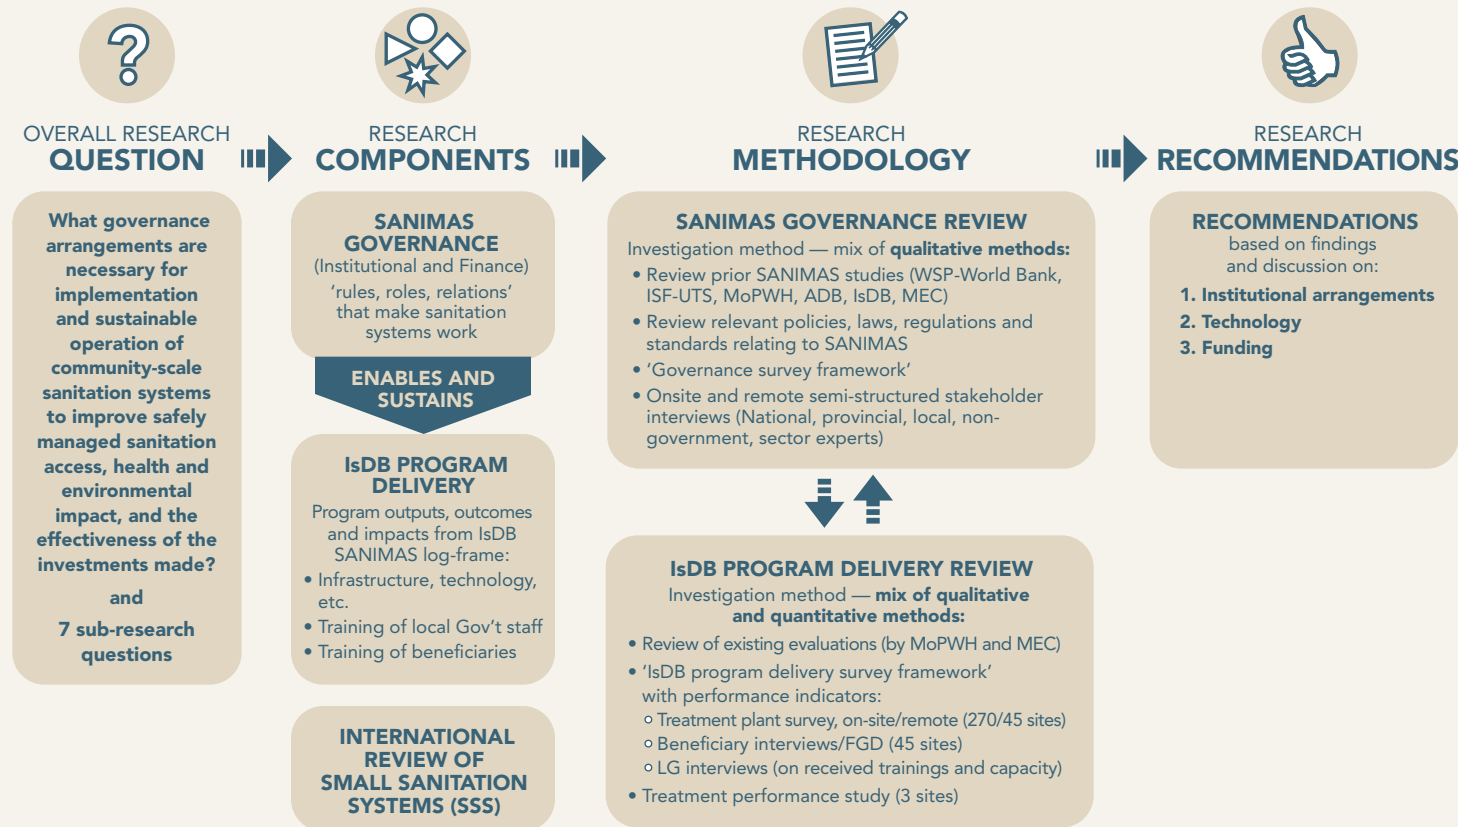 OVERALL RESEARCH
QUESTION
What governance
arrangements are
necessary for
implementation
and sustainable
operation of
community-scale
sanitation systems
to improve safely
managed sanitation
access, health and
environmental
impact, and the
effectiveness of the
investments made?
and
7 sub-research
questions
RESEARCH
COMPONENTS
SANIMAS
GOVERNANCE
(Institutional and Finance)
‘rules, roles, relations’
that make sanitation
systems work
ENABLES AND
SUSTAINS
IsDB PROGRAM
DELIVERY
Program outputs, outcomes
and impacts from IsDB
SANIMAS log-frame:
• Infrastructure, technology,
etc.
• Training of local Gov’t staff
• Training of beneficiaries
INTERNATIONAL
REVIEW OF
SMALL SANITATION
SYSTEMS (SSS)
RESEARCH
METHODOLOGY
SANIMAS GOVERNANCE REVIEW
Investigation method — mix of qualitative methods:
• Review prior SANIMAS studies (WSP-World Bank,
ISF-UTS, MoPWH, ADB, IsDB, MEC)
• Review relevant policies, laws, regulations and
standards relating to SANIMAS
• ‘Governance survey framework’
• Onsite and remote semi-structured stakeholder
interviews (National, provincial, local, non-
government, sector experts)
IsDB PROGRAM DELIVERY REVIEW
Investigation method — mix of qualitative
and quantitative methods:
• Review of existing evaluations (by MoPWH and MEC)
• ‘IsDB program delivery survey framework’
with performance indicators:
○ Treatment plant survey, on-site/remote (270/45 sites)
○ Beneficiary interviews/FGD (45 sites)
○ LG interviews (on received trainings and capacity)
• Treatment performance study (3 sites)
RESEARCH
RECOMMENDATIONS
RECOMMENDATIONS
based on findings
and discussion on:
1. Institutional arrangements
2. Technology
3. Funding